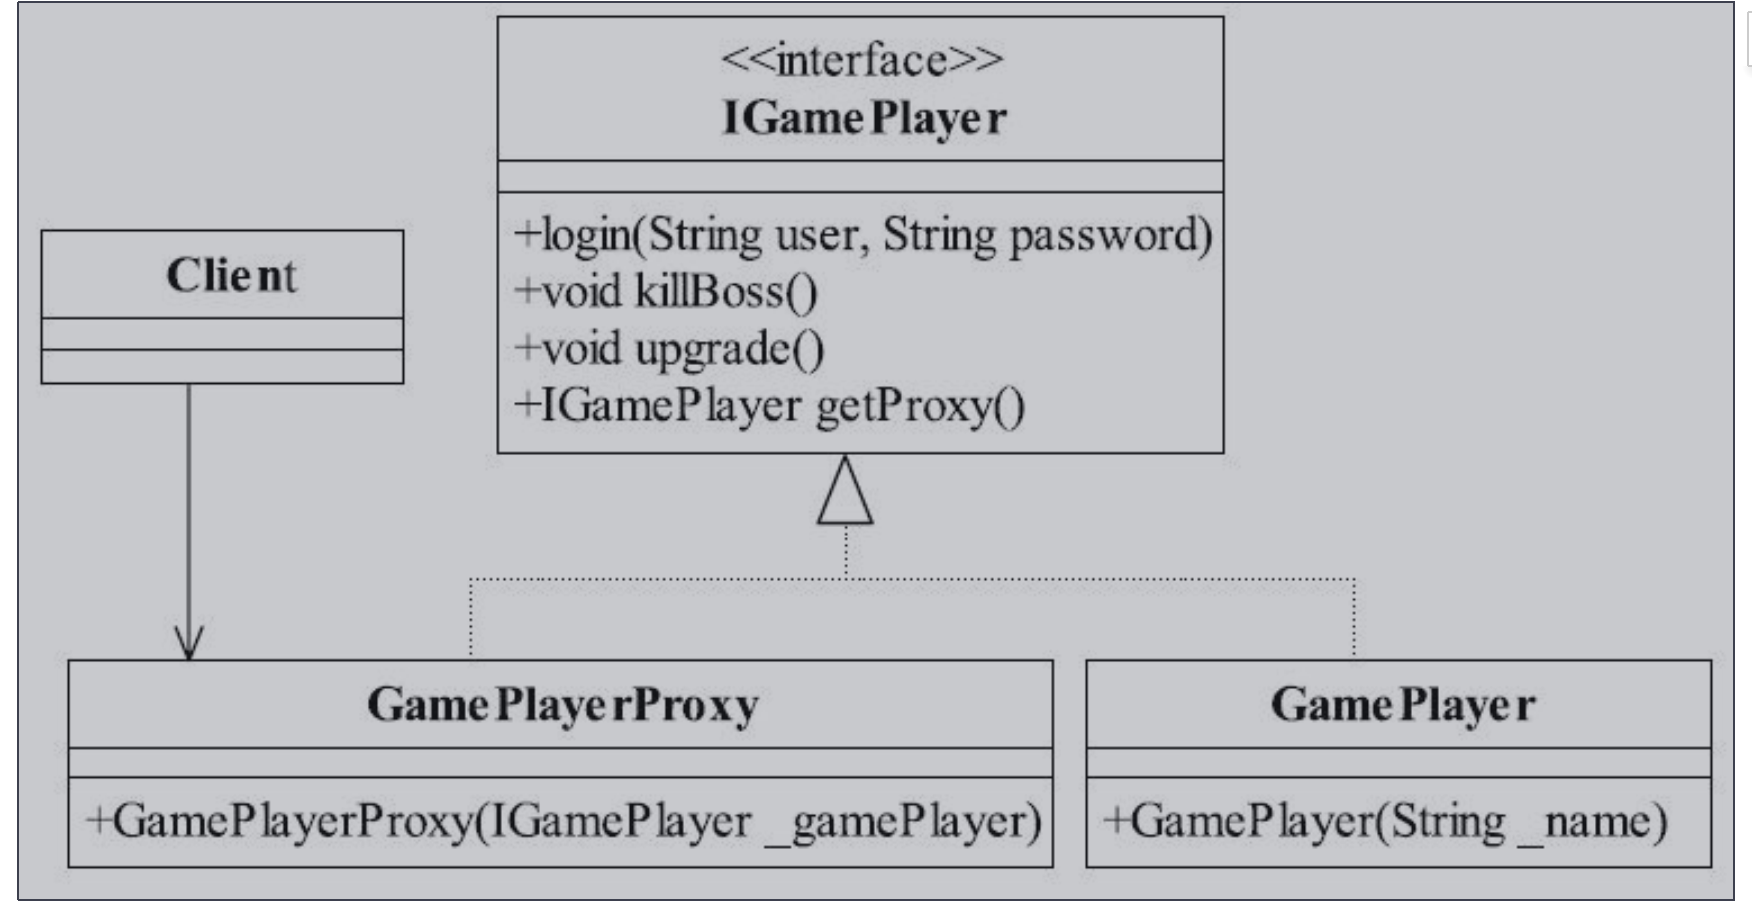 <<interface>>
IGamePlayer
+login(String user, String password)
+void killBoss()
+void upgrade()
+IGamePlayer getProxy()
Client
GamePlayerProxy
+GamePlayerProxy(IGamePlayer _gamePlayer)
GamePlayer
+GamePlayer(String _name)